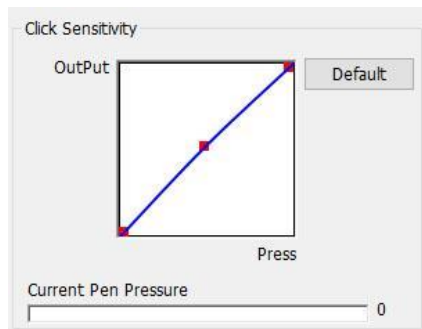 Click Sensitivity
OutPut
Default
Press
Current Pen Pressure
0